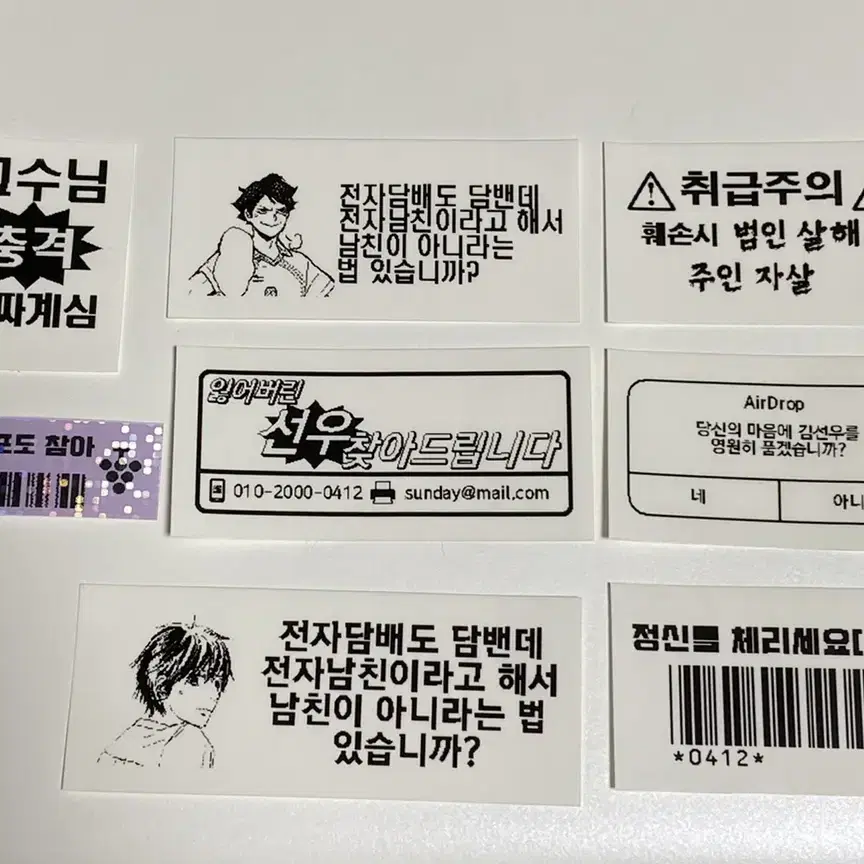 교수님
충격
짜계심
전자담배도 담밴데
전자남친이라고 해서
남친이 아니라는
법 있습니까?
취급주의
훼손시 범인 살해
주인 자살
포도 참아
잃어버린
선우 찾아드립니다
010-2000-0412 sunday@mail.com
AirDrop
당신의 마음에 김선우를
영원히 품겠습니까?
네
전자담배도 담밴데
전자남친이라고 해서
남친이 아니라는 법
있습니까?
정신를 체리세요
*0412*